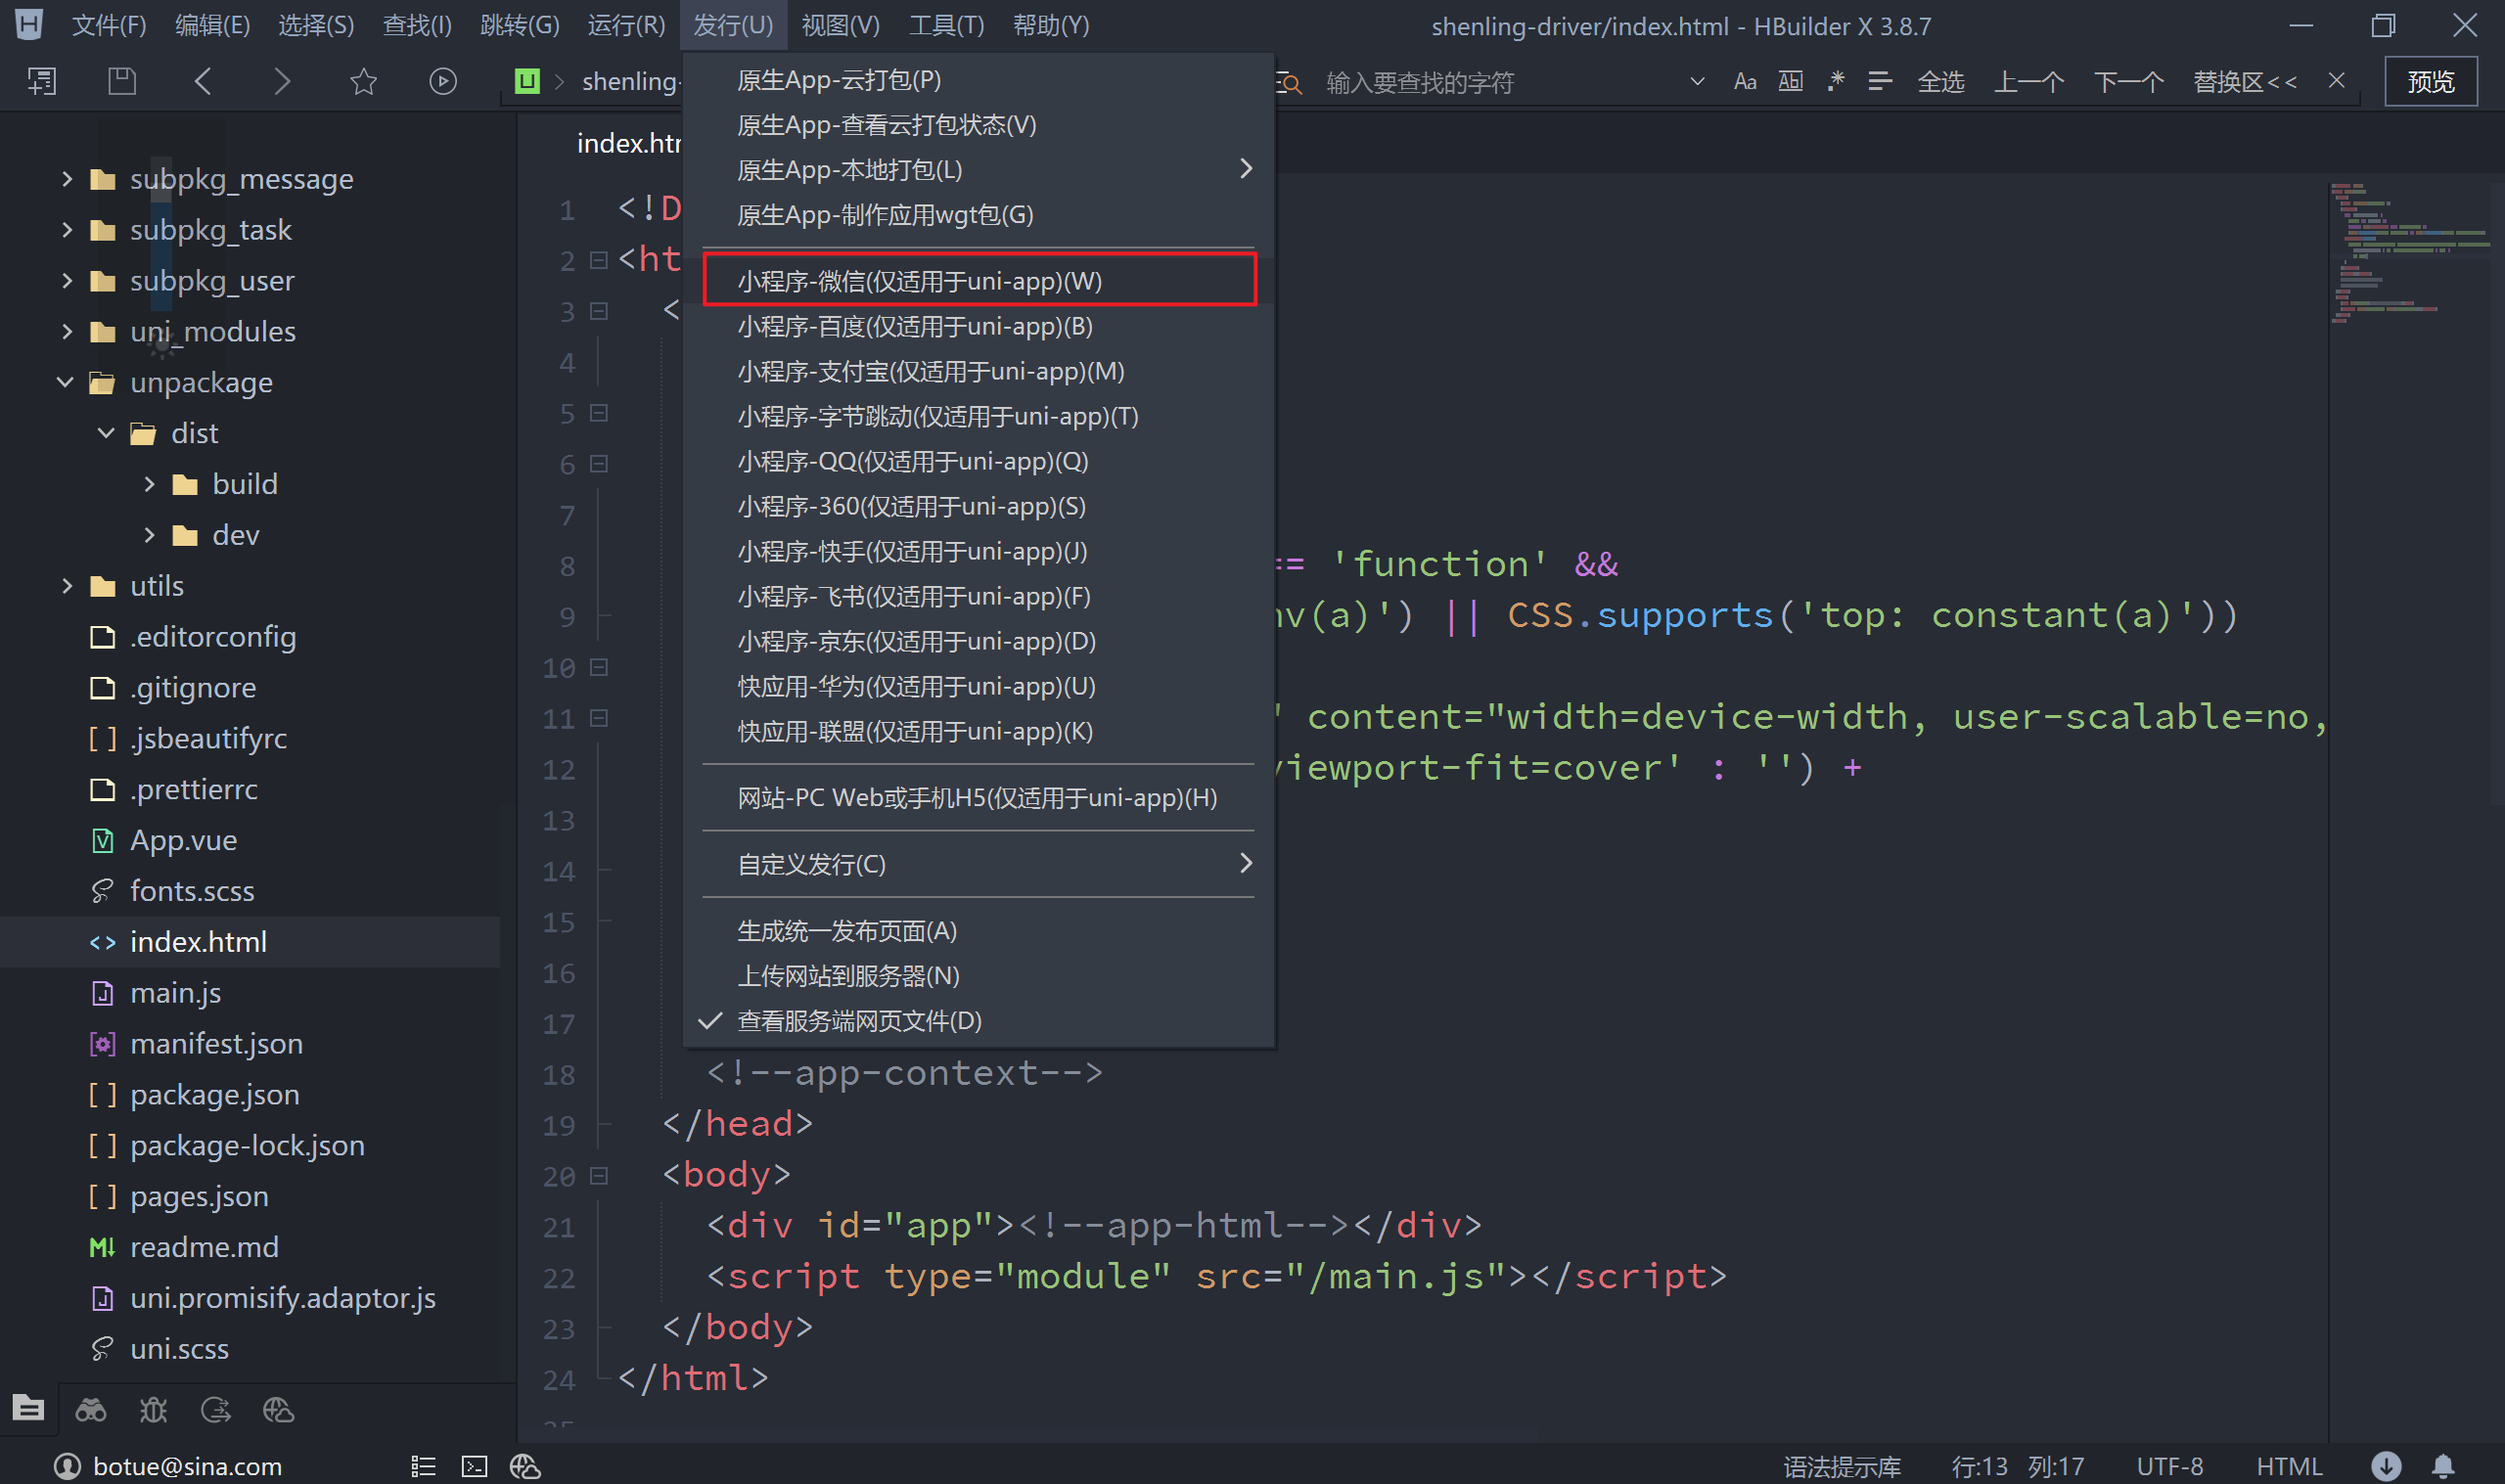 文件(F) 编辑(E) 选择(S) 查找(I) 跳转(G) 运行(R) 发行(U) 视图(V) 工具(T) 帮助(Y) shenling-driver/index.html - HBuilder X 3.8.7
shenling- 输入要查找的字符 Aa Ab .* 全选 上一个 下一个 替换区<< 预览
subpkg_message
subpkg_task
subpkg_user
uni_modules
unpackage
dist
build
dev
utils
.editorconfig
.gitignore
[ ] .jsbeautifyrc
.prettierrc
App.vue
fonts.scss
<> index.html
main.js
manifest.json
[ ] package.json
[ ] package-lock.json
[ ] pages.json
M↓ readme.md
uni.promisify.adaptor.js
uni.scss
index.htm
原生App-云打包(P)
原生App-查看云打包状态(V)
原生App-本地打包(L)
原生App-制作应用wgt包(G)
小程序-微信(仅适用于uni-app)(W)
小程序-百度(仅适用于uni-app)(B)
小程序-支付宝(仅适用于uni-app)(M)
小程序-字节跳动(仅适用于uni-app)(T)
小程序-QQ(仅适用于uni-app)(Q)
小程序-360(仅适用于uni-app)(S)
小程序-快手(仅适用于uni-app)(J)
小程序-飞书(仅适用于uni-app)(F)
小程序-京东(仅适用于uni-app)(D)
快应用-华为(仅适用于uni-app)(U)
快应用-联盟(仅适用于uni-app)(K)
网站-PC Web或手机H5(仅适用于uni-app)(H)
自定义发行(C)
生成统一发布页面(A)
上传网站到服务器(N)
查看服务端网页文件(D)
1 <!D
2 <ht
3 <
4
5
6
7
8 == 'function' &&
9 nv(a)') || CSS.supports('top: constant(a)'))
10
11 ' content="width=device-width, user-scalable=no,
12 viewport-fit=cover' : '') +
13
14
15
16
17
18 <!--app-context-->
19 </head>
20 <body>
21 <div id="app"><!--app-html--></div>
22 <script type="module" src="/main.js"></script>
23 </body>
24 </html>
25
botue@sina.com 语法提示库 行:13 列:17 UTF-8 HTML